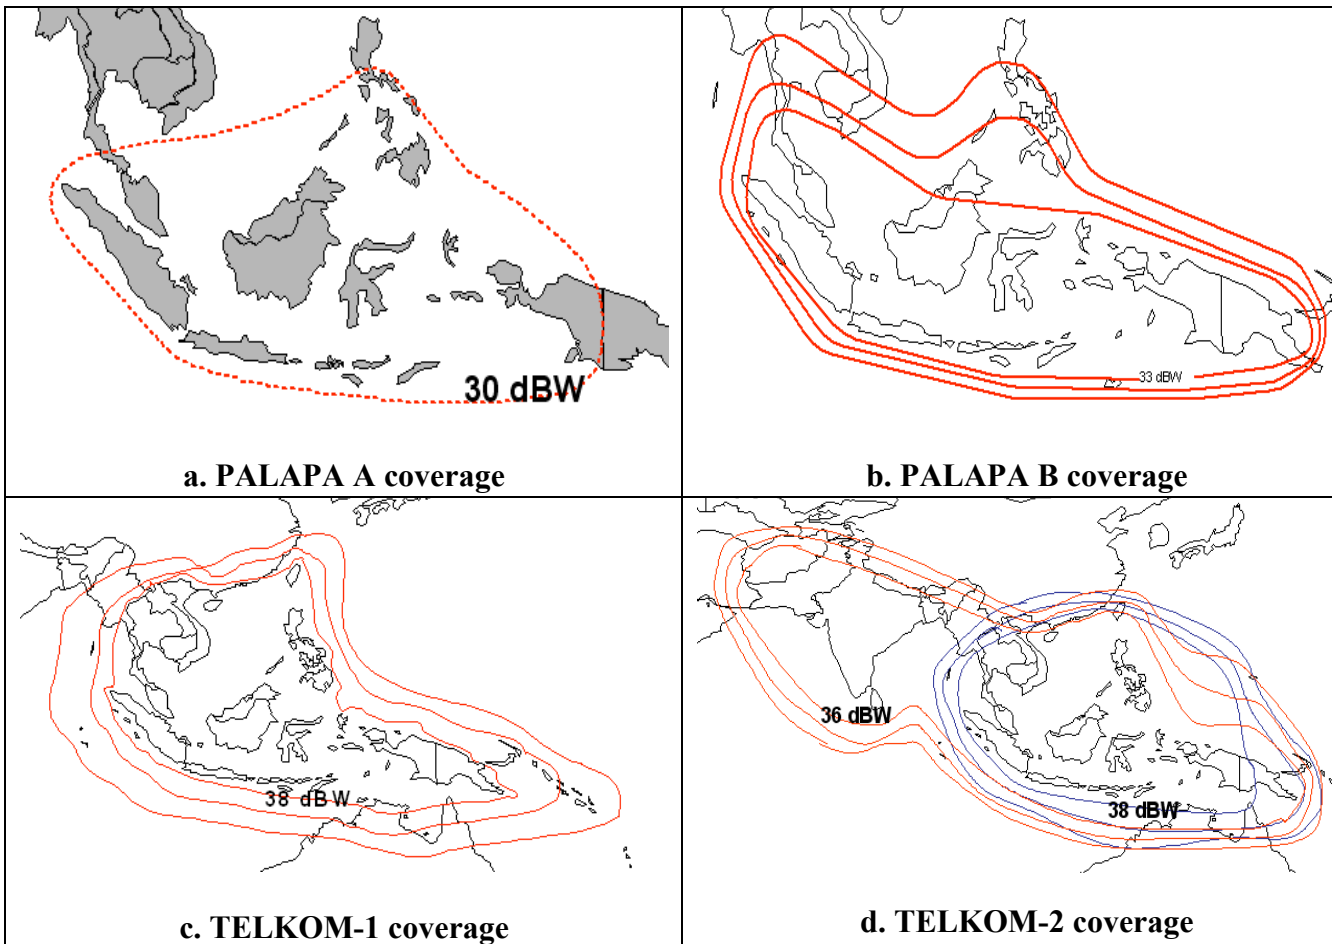 30 dBW
a. PALAPA A coverage
33 dBW
b. PALAPA B coverage
38 dBW
c. TELKOM-1 coverage
36 dBW
38 dBW
d. TELKOM-2 coverage